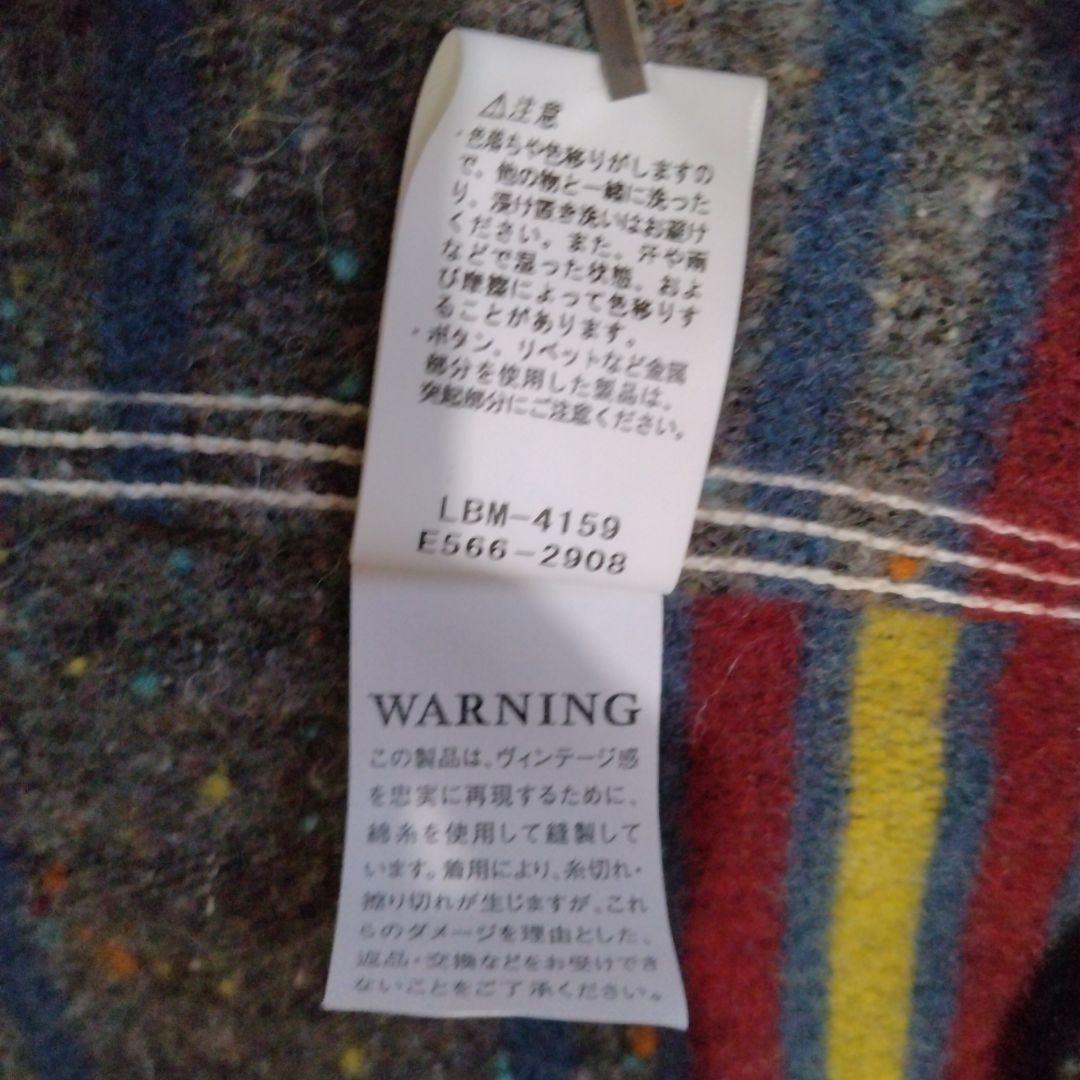 ⚠注意
・色落ちや色移りがしますの
で、他の物と一緒に洗った
り、浸け置き洗いはお避け
ください。また、汗や雨
などで湿った状態、およ
び摩擦によって色移りす
ることがあります。
・ボタン、リベットなど金属
部分を使用した製品は、
突起部分にご注意ください。
LBM-4159
E566-2908
WARNING
この製品は、ヴィンテージ感
を忠実に再現するために、
綿糸を使用して縫製して
います。着用により、糸切れ・
擦り切れが生じますが、これ
らのダメージを理由とした、
返品・交換などをお受けでき
ないことをご了承ください。